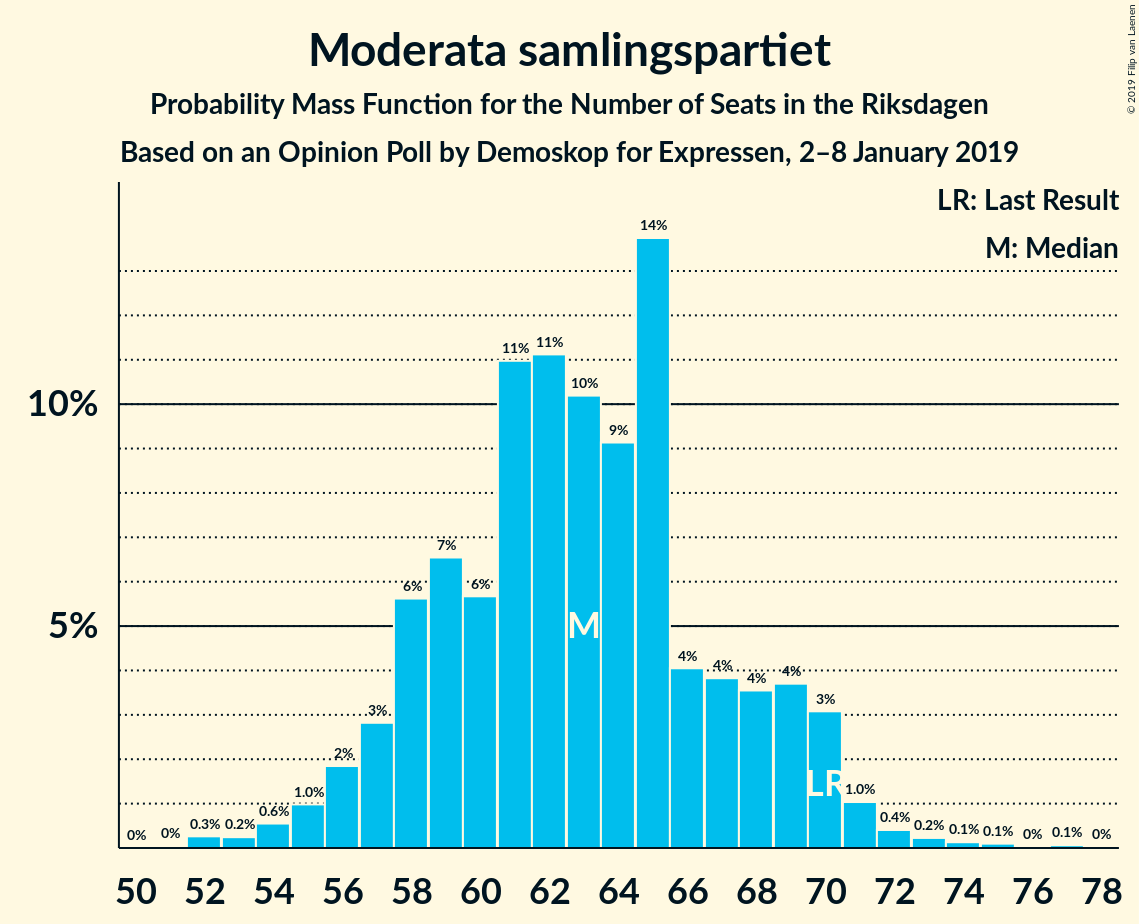 Moderata samlingspartiet
Probability Mass Function for the Number of Seats in the Riksdagen
Based on an Opinion Poll by Demoskop for Expressen, 2–8 January 2019
© 2019 Filip van Laenen
LR: Last Result
M: Median
10%
5%
0% 0% 0.3% 0.2% 0.6% 1.0% 2% 3% 6% 7% 6% 11% 11% 10% 9% 14% 4% 4% 4% 4% 3% 1.0% 0.4% 0.2% 0.1% 0.1% 0% 0.1% 0%
M
LR
50 52 54 56 58 60 62 64 66 68 70 72 74 76 78